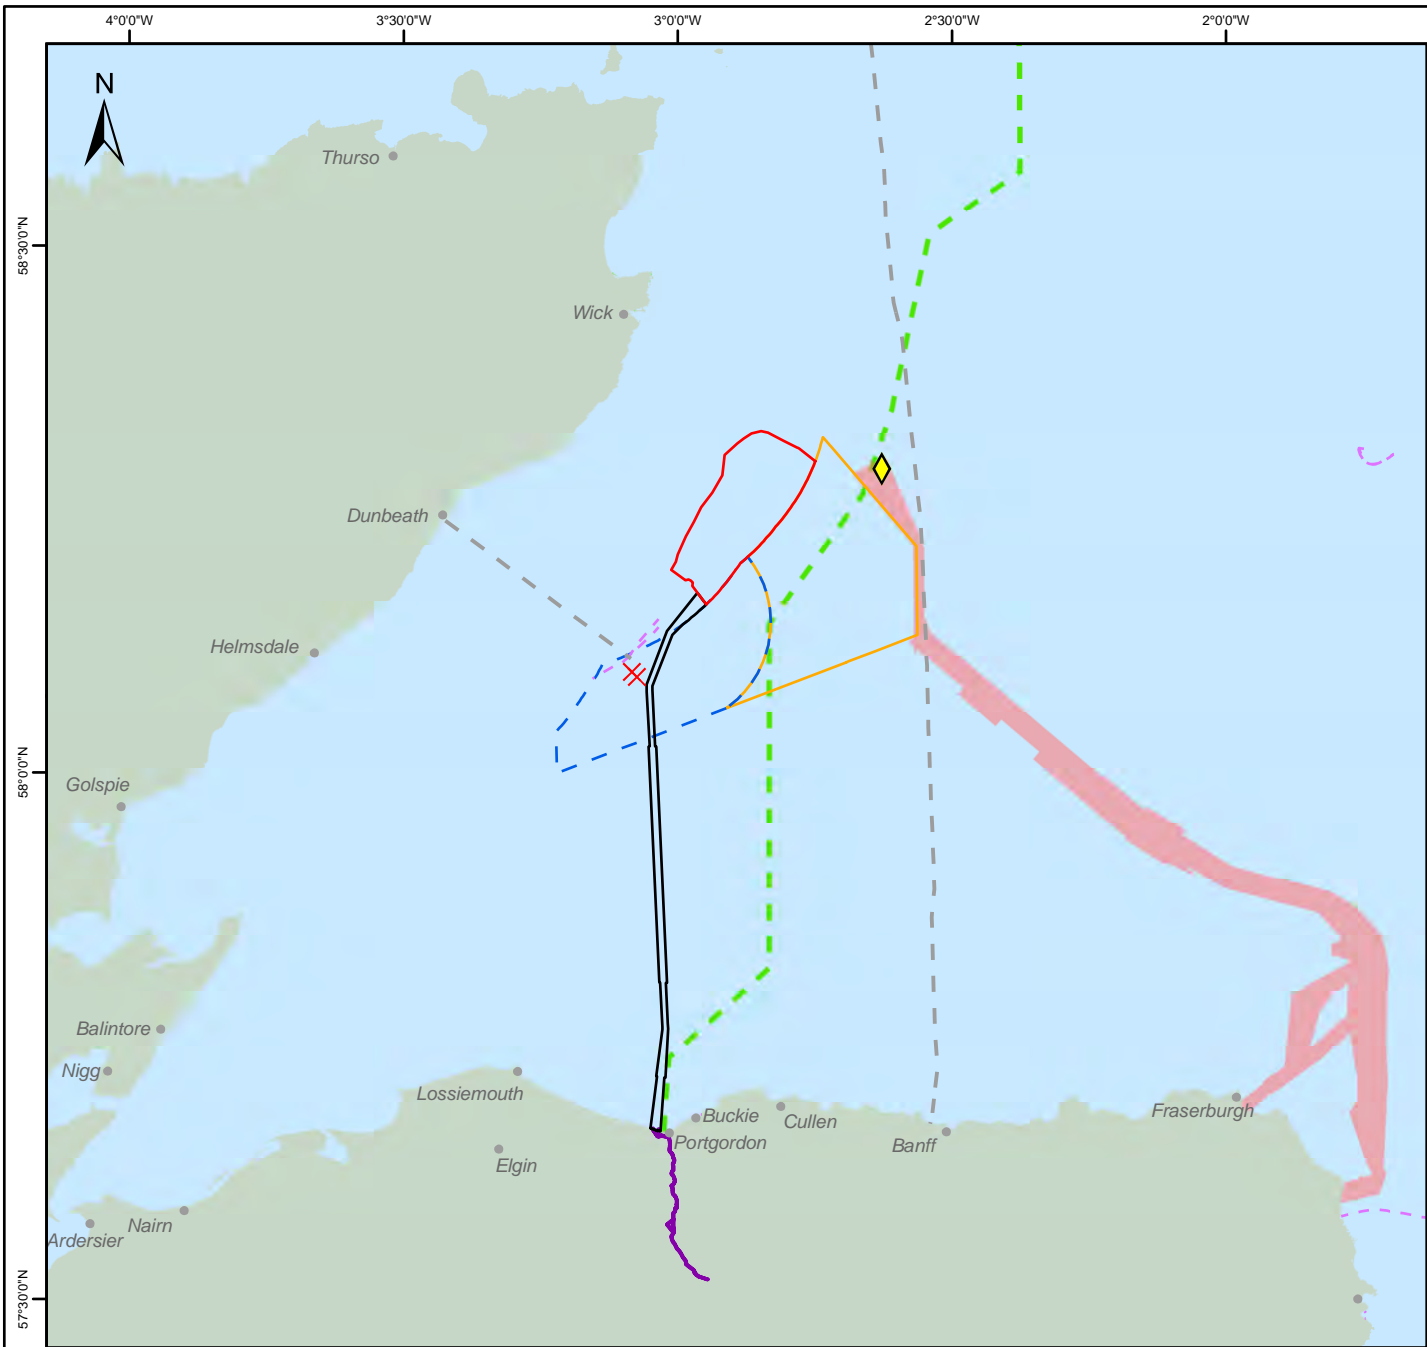 4°0'0"W
3°30'0"W
3°0'0"W
2°30'0"W
2°0'0"W
N
Thurso
58°30'0"N
Wick
Dunbeath
Helmsdale
58°0'0"N
Golspie
Balintore
Nigg
Lossiemouth
Buckie
Cullen
Fraserburgh
Portgordon
Banff
Elgin
Nairn
Ardersier
57°30'0"N